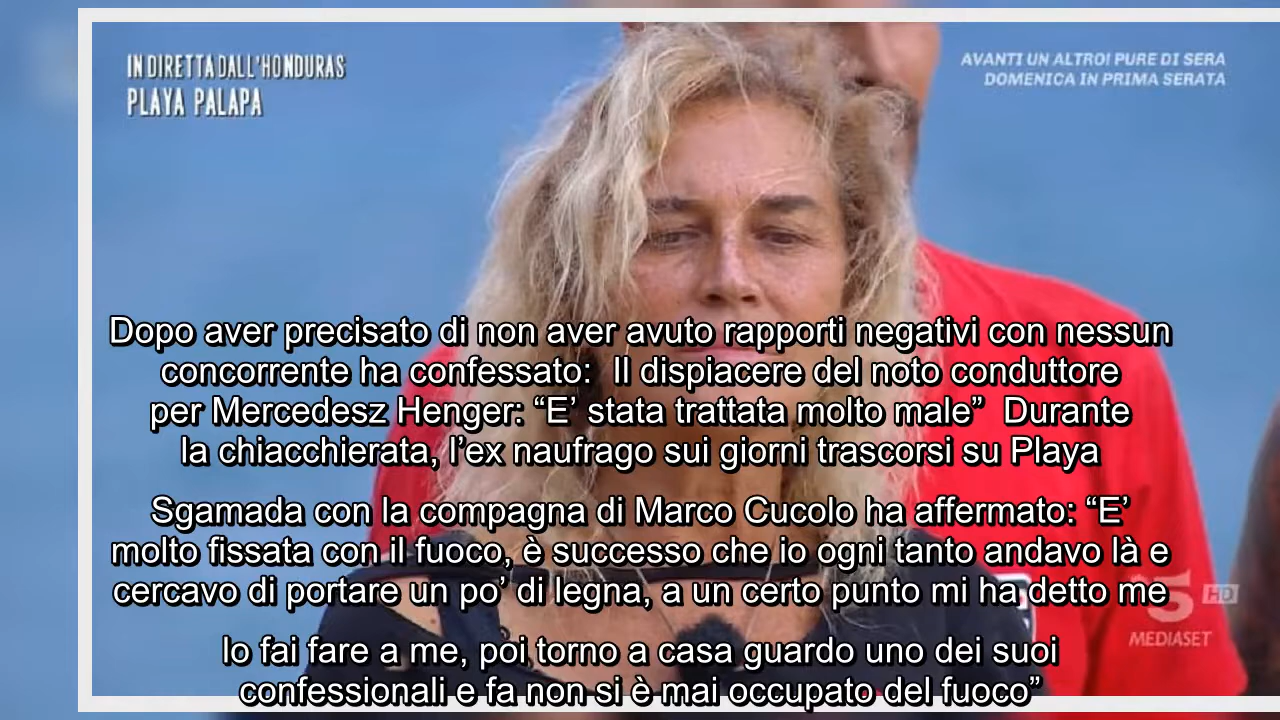 IN DIRETTA DALL'HONDURAS
PLAYA PALAPA
AVANTI UN ALTRO! PURE DI SERA
DOMENICA IN PRIMA SERATA
Dopo aver precisato di non aver avuto rapporti negativi con nessun
concorrente ha confessato:  Il dispiacere del noto conduttore
per Mercedesz Henger: “E’ stata trattata molto male”  Durante
la chiacchierata, l’ex naufrago sui giorni trascorsi su Playa
Sgamada con la compagna di Marco Cucolo ha affermato: “E’
molto fissata con il fuoco, è successo che io ogni tanto andavo là e
cercavo di portare un po’ di legna, a un certo punto mi ha detto me
lo fai fare a me, poi torno a casa guardo uno dei suoi
confessionali e fa non si è mai occupato del fuoco”
5 HD
MEDIASET